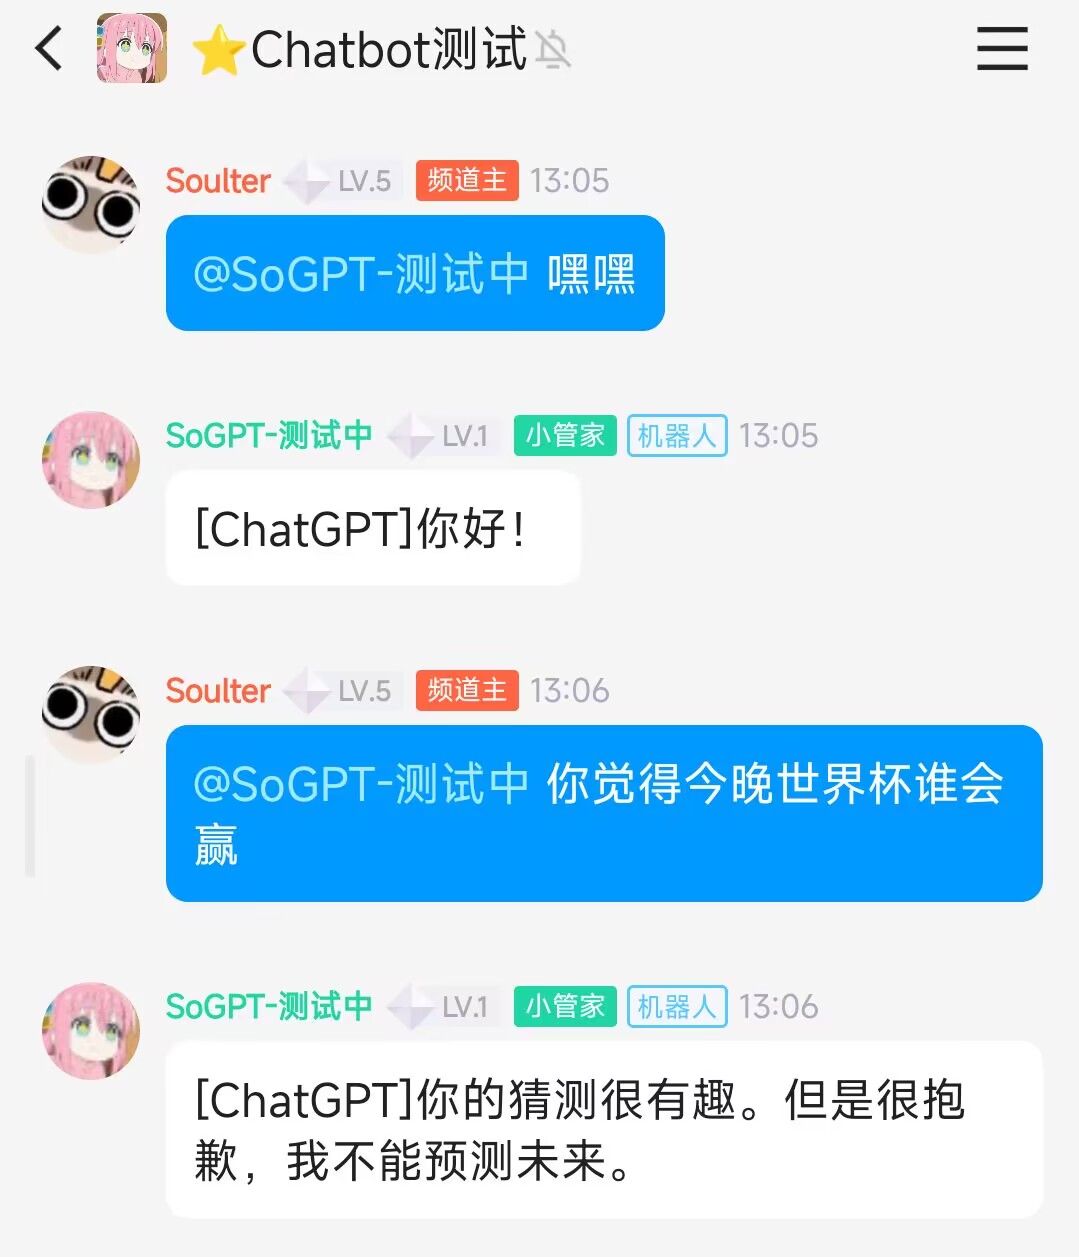 ⭐Chatbot测试
Soulter LV.5 频道主 13:05
@SoGPT-测试中 嘿嘿
SoGPT-测试中 LV.1 小管家 机器人 13:05
[ChatGPT]你好！
Soulter LV.5 频道主 13:06
@SoGPT-测试中 你觉得今晚世界杯谁会
赢
SoGPT-测试中 LV.1 小管家 机器人 13:06
[ChatGPT]你的猜测很有趣。但是很抱
歉，我不能预测未来。